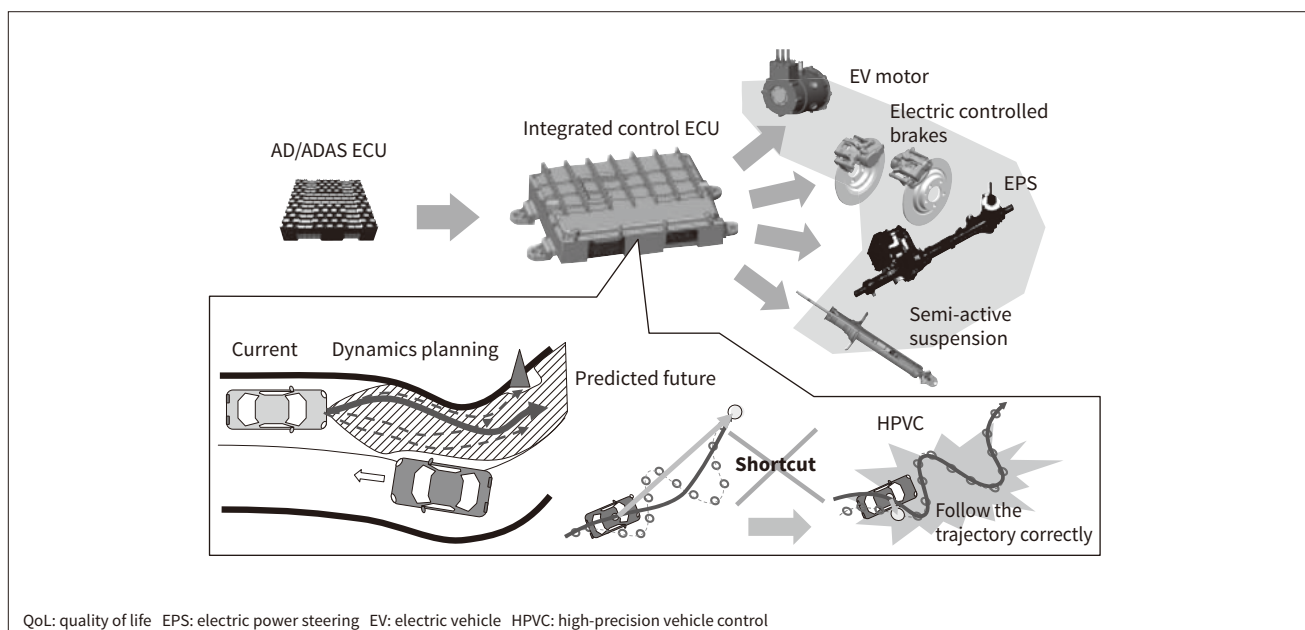 EV motor
Electric controlled
brakes
Integrated control ECU
AD/ADAS ECU
EPS
Semi-active
suspension
Current
Dynamics planning
Predicted future
Shortcut
HPVC
Follow the
trajectory correctly
QoL: quality of life EPS: electric power steering EV: electric vehicle HPVC: high-precision vehicle control